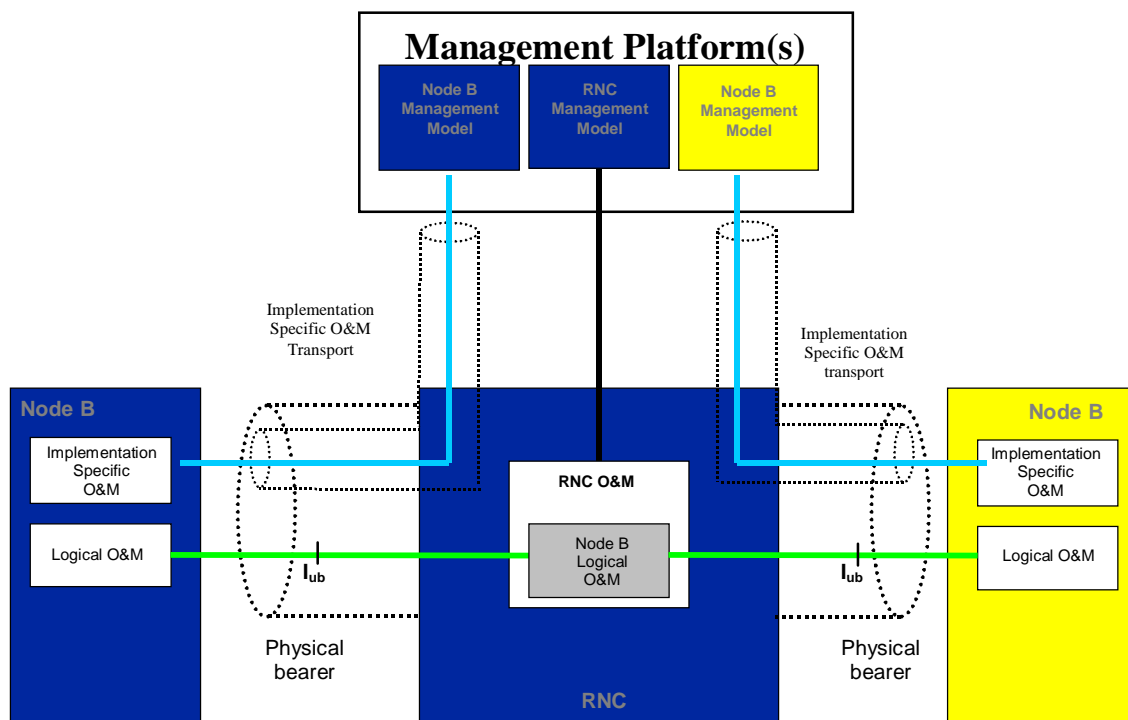 Management Platform(s)
Node B
Management
Model
RNC
Management
Model
Node B
Management
Model
Implementation
Specific O&M
Transport
Implementation
Specific O&M
transport
Node B
Implementation
Specific
O&M
Logical O&M
Iub
Physical
bearer
RNC O&M
Node B
Logical
O&M
RNC
Iub
Physical
bearer
Node B
Implementation
Specific
O&M
Logical O&M